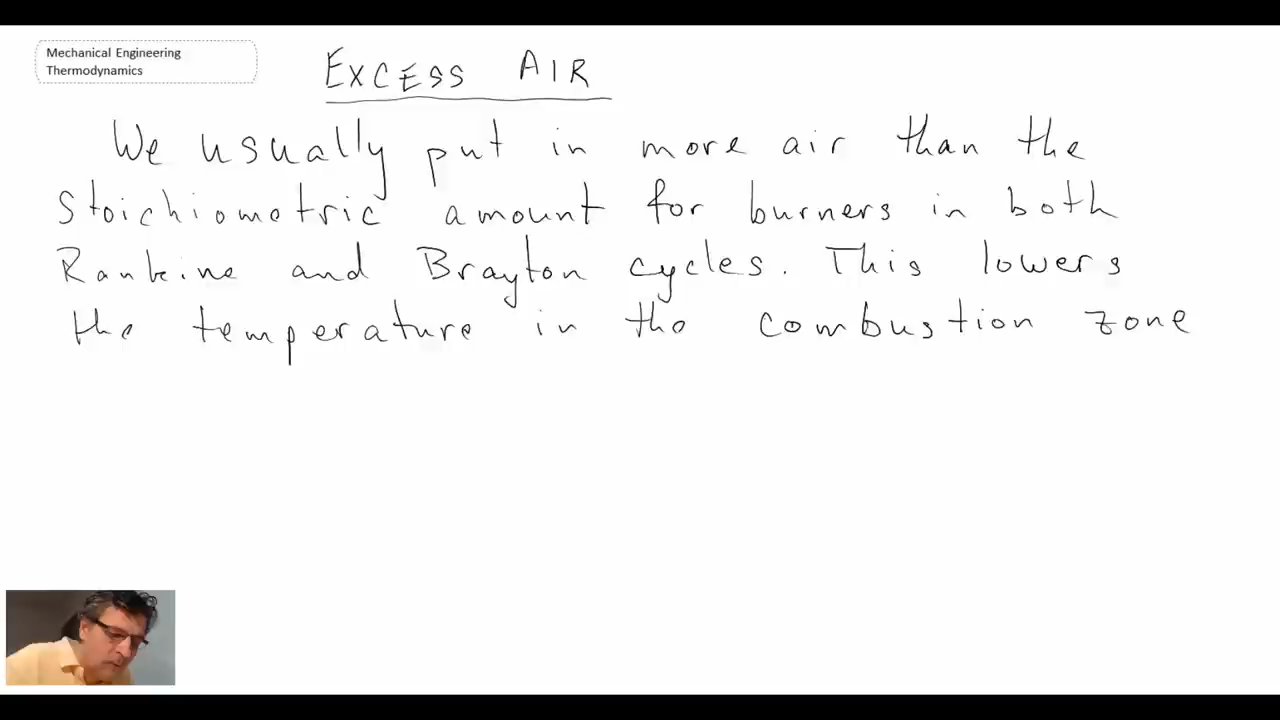 Mechanical Engineering
Thermodynamics
EXCESS AIR
We usually put in more air than the
Stoichiometric amount for burners in both
Rankine and Brayton cycles. This lowers
the temperature in the combustion zone